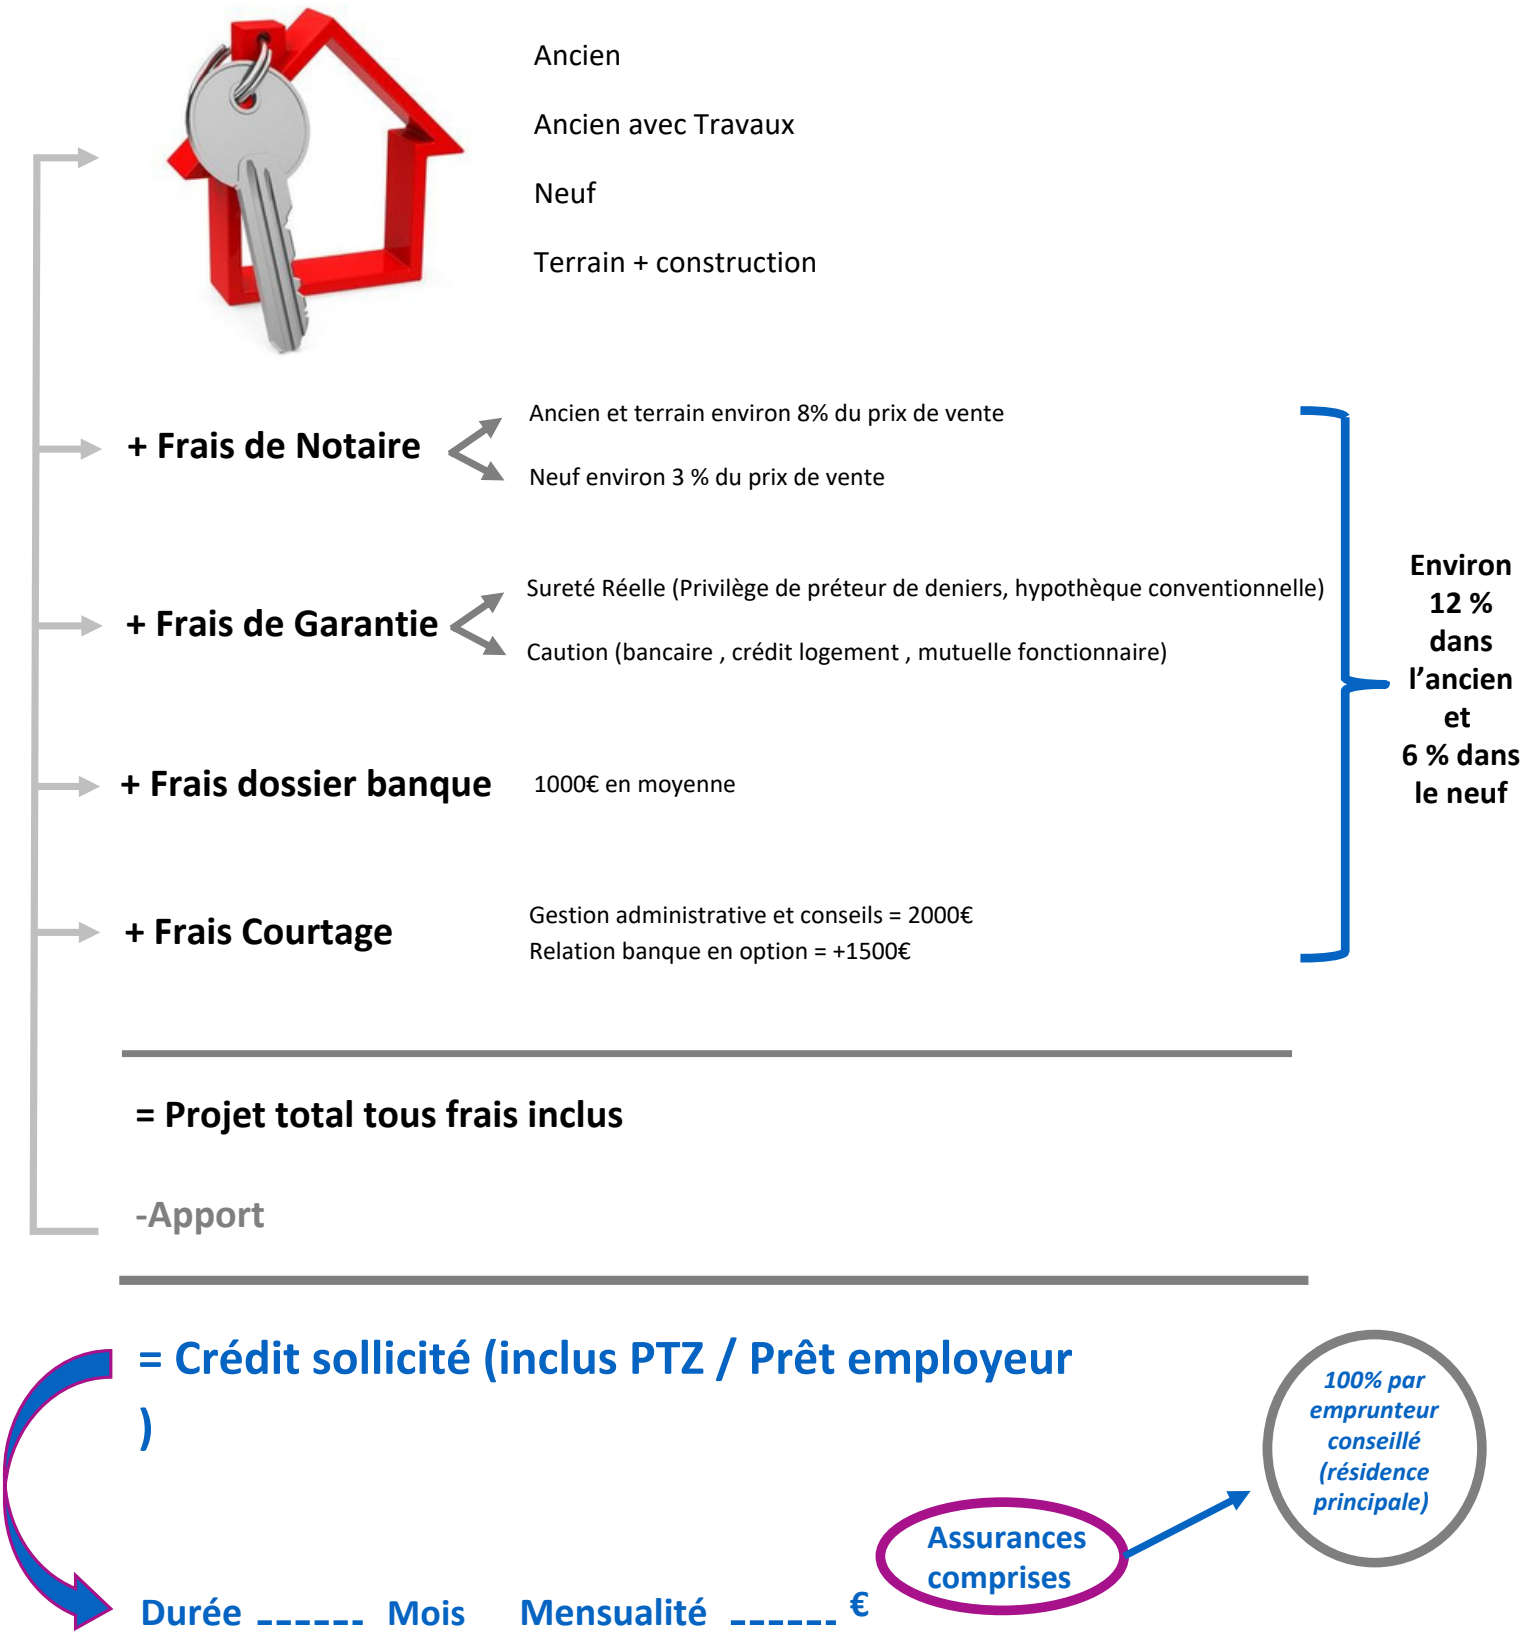 Ancien
Ancien avec Travaux
Neuf
Terrain + construction
+ Frais de Notaire
Ancien et terrain environ 8% du prix de vente
Neuf environ 3 % du prix de vente
+ Frais de Garantie
Sureté Réelle (Privilège de préteur de deniers, hypothèque conventionnelle)
Caution (bancaire , crédit logement , mutuelle fonctionnaire)
+ Frais dossier banque
1000€ en moyenne
+ Frais Courtage
Gestion administrative et conseils = 2000€
Relation banque en option = +1500€
Environ
12 %
dans
l’ancien
et
6 % dans
le neuf
= Projet total tous frais inclus
-Apport
= Crédit sollicité (inclus PTZ / Prêt employeur
)
100% par
emprunteur
conseillé
(résidence
principale)
Assurances
comprises
Durée ______ Mois Mensualité ______ €